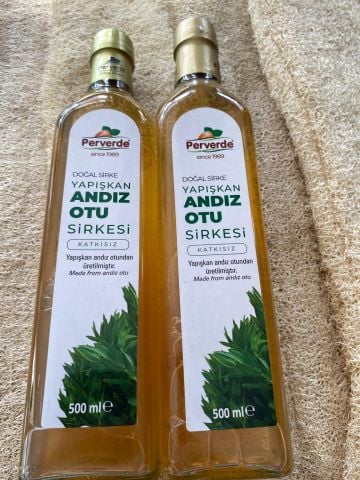 Perverde
Perverde
since 1989
DOĞAL SİRKE
YAPIŞKAN
ANDIZ
OTU
SİRKESİ
KATKISIZ
Yapışkan andız otundan
üretilmiştir.
Made from andız otu
500 ml ℮
Perverde
since 1989
DOĞAL SİRKE
YAPIŞKAN
ANDIZ
OTU
SİRKESİ
KATKISIZ
Yapışkan andız otundan
üretilmiştir.
Made from andız otu
500 ml ℮